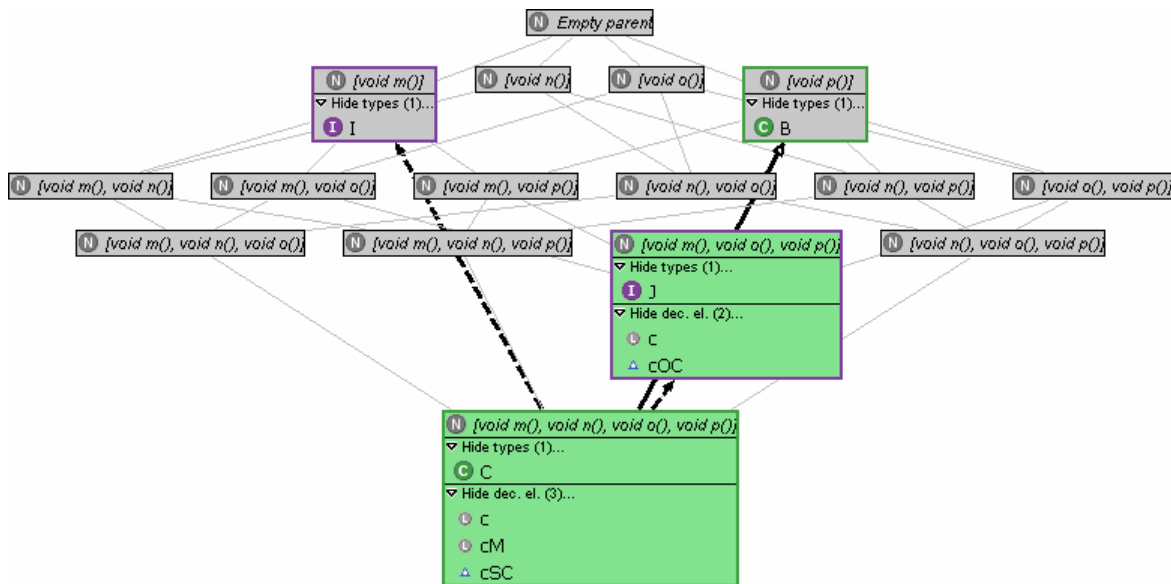 N Empty parent
N [void m()]
N [void n()]
N [void o()]
N [void p()]
Hide types (1)...
I I
Hide types (1)...
C B
N [void m(), void n()]
N [void m(), void o()]
N [void m(), void p()]
N [void n(), void o()]
N [void n(), void p()]
N [void o(), void p()]
N [void m(), void n(), void o()]
N [void m(), void n(), void p()]
N [void m(), void o(), void p()]
N [void n(), void o(), void p()]
Hide types (1)...
I J
Hide dec. el. (2)...
L c
cOC
N [void m(), void n(), void o(), void p()]
Hide types (1)...
C C
Hide dec. el. (3)...
L c
L cM
cSC